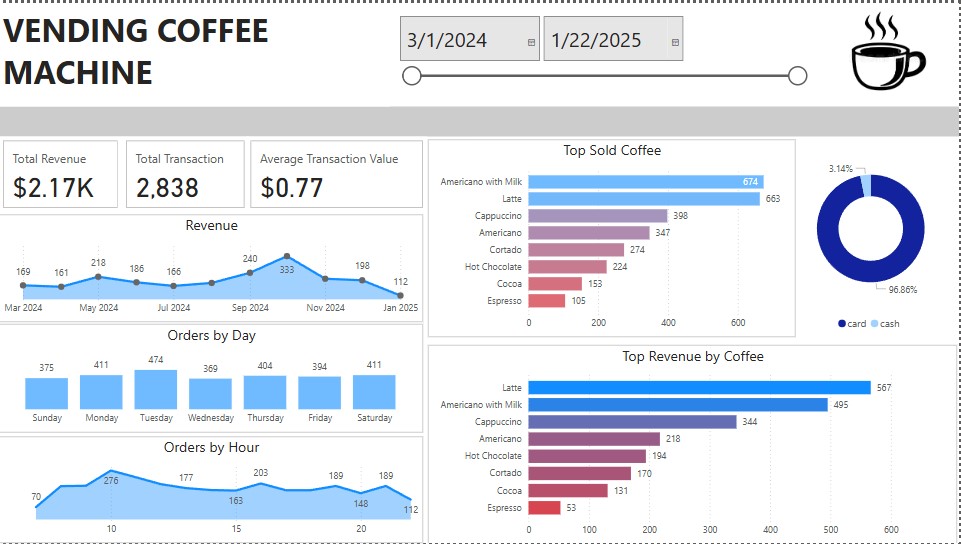 VENDING COFFEE
MACHINE
3/1/2024
1/22/2025
Total Revenue
$2.17K
Total Transaction
2,838
Average Transaction Value
$0.77
Revenue
169
161
218
186
166
240
333
198
112
Mar 2024
May 2024
Jul 2024
Sep 2024
Nov 2024
Jan 2025
Orders by Day
375
411
474
369
404
394
411
Sunday
Monday
Tuesday
Wednesday
Thursday
Friday
Saturday
Orders by Hour
70
276
177
163
203
189
148
189
112
10
15
20
Top Sold Coffee
Americano with Milk 674
Latte 663
Cappuccino 398
Americano 347
Cortado 274
Hot Chocolate 224
Cocoa 153
Espresso 105
0 200 400 600
3.14%
96.86%
card cash
Top Revenue by Coffee
Latte 567
Americano with Milk 495
Cappuccino 344
Americano 218
Hot Chocolate 194
Cortado 170
Cocoa 131
Espresso 53
0 100 200 300 400 500 600